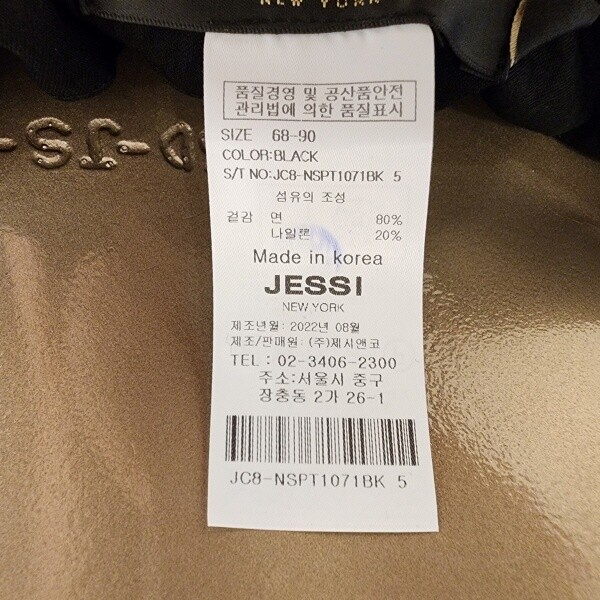 NEW YORK
품질경영 및 공산품안전
관리법에 의한 품질표시
SIZE 68-90
COLOR:BLACK
S/T NO:JC8-NSPT1071BK 5
섬유의 조성
겉감 면 80%
나일론 20%
Made in korea
JESSI
NEW YORK
제조년월: 2022년 08월
제조/판매원: (주)제시앤코
TEL : 02-3406-2300
주소:서울시 중구
장충동 2가 26-1
JC8-NSPT1071BK 5